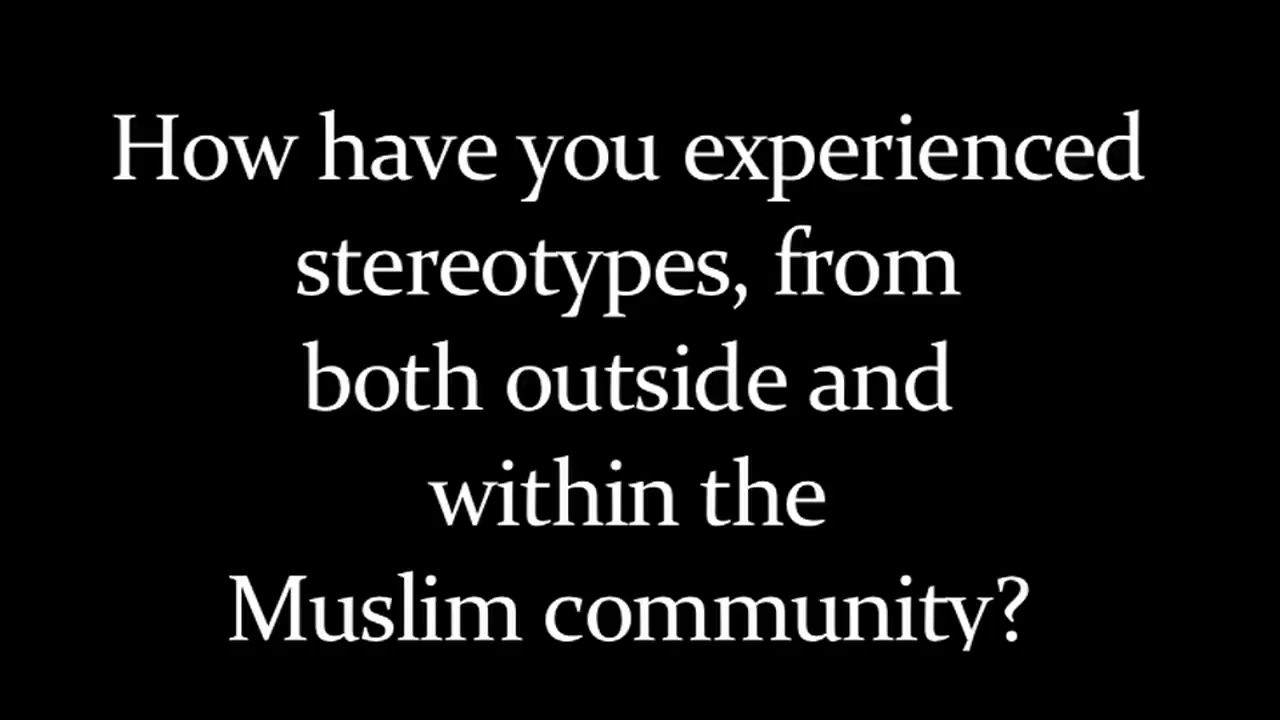 How have you experienced
stereotypes, from
both outside and
within the
Muslim community?